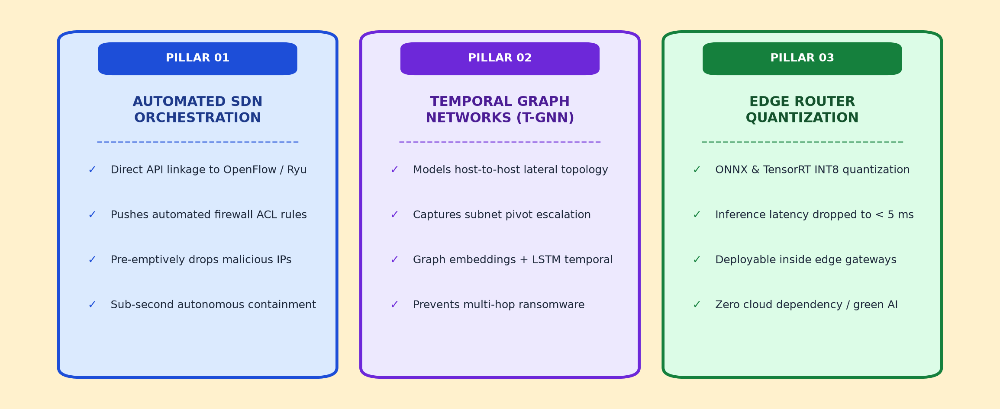 PILLAR 01
AUTOMATED SDN
ORCHESTRATION
✓ Direct API linkage to OpenFlow / Ryu
✓ Pushes automated firewall ACL rules
✓ Pre-emptively drops malicious IPs
✓ Sub-second autonomous containment
PILLAR 02
TEMPORAL GRAPH
NETWORKS (T-GNN)
✓ Models host-to-host lateral topology
✓ Captures subnet pivot escalation
✓ Graph embeddings + LSTM temporal
✓ Prevents multi-hop ransomware
PILLAR 03
EDGE ROUTER
QUANTIZATION
✓ ONNX & TensorRT INT8 quantization
✓ Inference latency dropped to < 5 ms
✓ Deployable inside edge gateways
✓ Zero cloud dependency / green AI